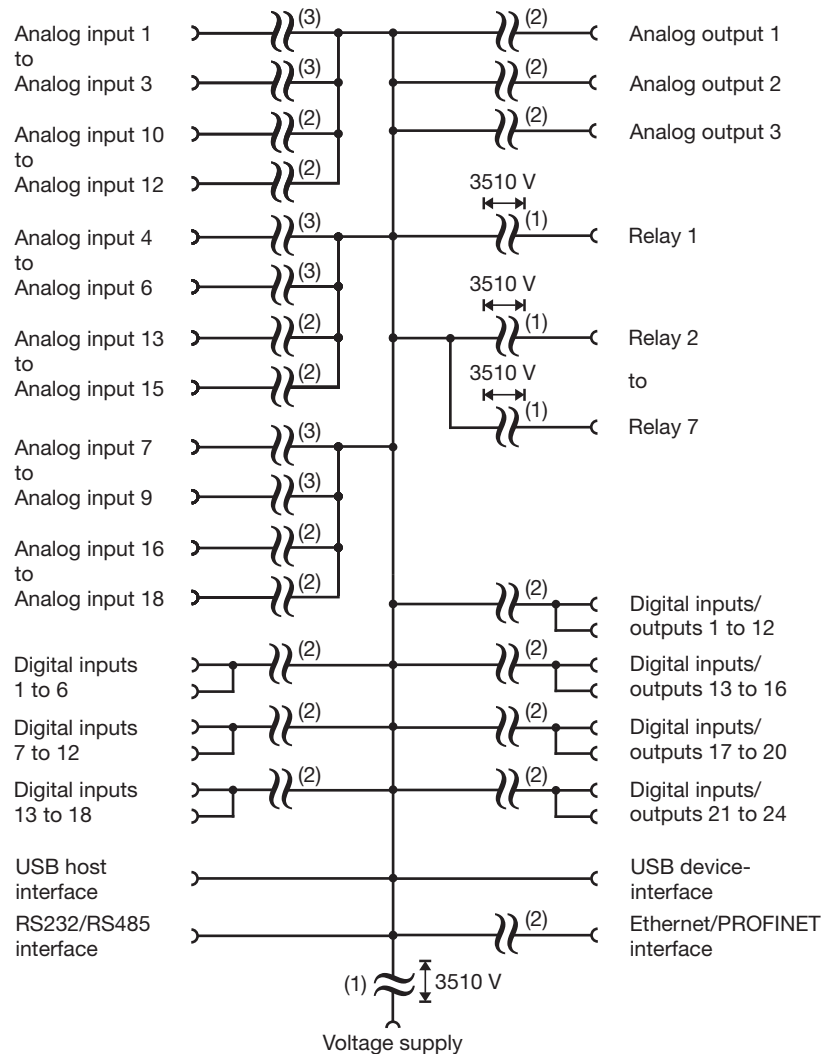 Analog input 1
to
Analog input 3
(3)
(3)
Analog input 10
to
Analog input 12
(2)
(2)
Analog input 4
to
Analog input 6
(3)
(3)
Analog input 13
to
Analog input 15
(2)
(2)
Analog input 7
to
Analog input 9
(3)
(3)
Analog input 16
to
Analog input 18
(2)
(2)
Digital inputs
1 to 6
(2)
Digital inputs
7 to 12
(2)
Digital inputs
13 to 18
(2)
USB host
interface
RS232/RS485
interface
(2)
Analog output 1
(2)
Analog output 2
(2)
Analog output 3
3510 V
(1)
Relay 1
3510 V
(1)
Relay 2
to
3510 V
(1)
Relay 7
(2)
Digital inputs/
outputs 1 to 12
(2)
Digital inputs/
outputs 13 to 16
(2)
Digital inputs/
outputs 17 to 20
(2)
Digital inputs/
outputs 21 to 24
USB device-
interface
(2)
Ethernet/PROFINET
interface
(1)
3510 V
Voltage supply